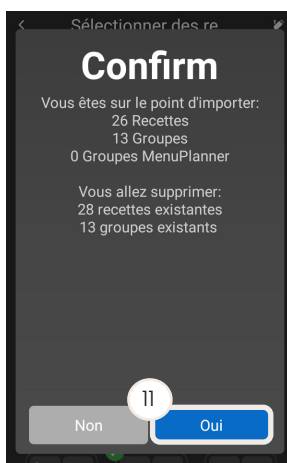 Sélectionner des re
Confirm
Vous êtes sur le point d'importer:
26 Recettes
13 Groupes
0 Groupes MenuPlanner
Vous allez supprimer:
28 recettes existantes
13 groupes existants
11
Non
Oui